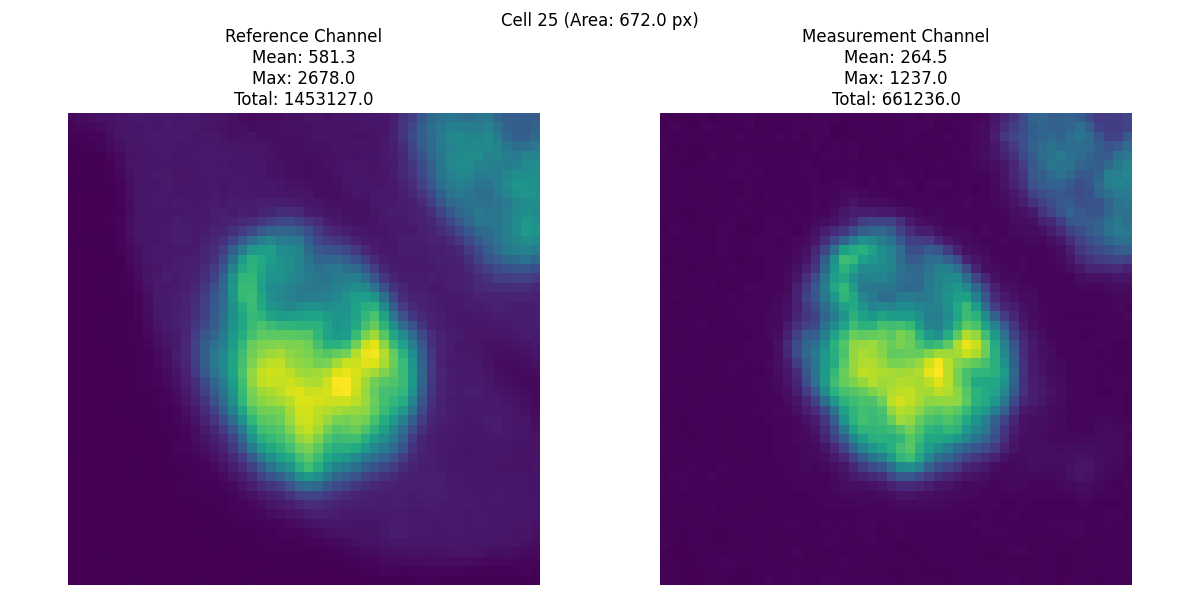 Cell 25 (Area: 672.0 px)
Reference Channel
Mean: 581.3
Max: 2678.0
Total: 1453127.0
Measurement Channel
Mean: 264.5
Max: 1237.0
Total: 661236.0